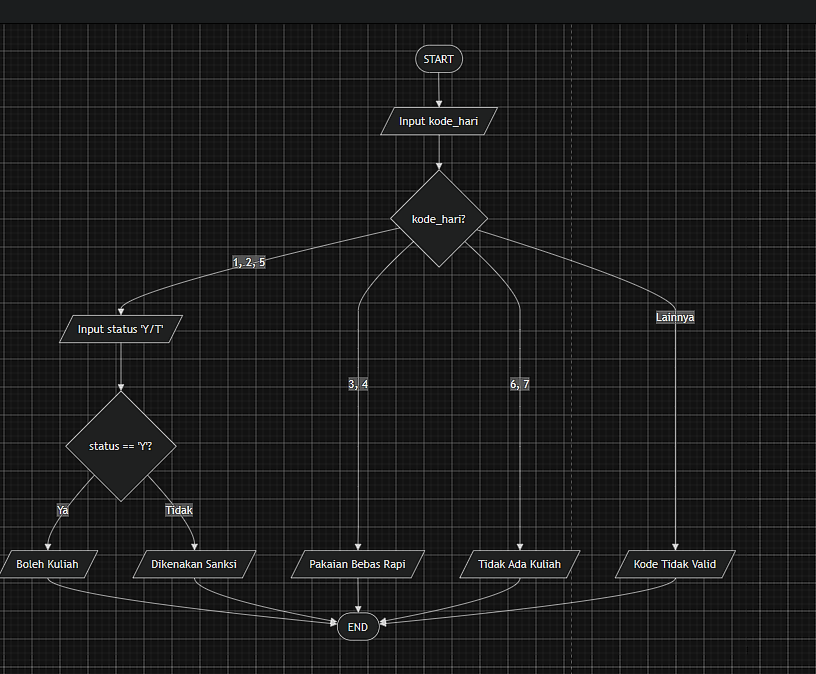 START
Input kode_hari
kode_hari?
1, 2, 5
Lainnya
Input status 'Y/T'
3, 4
6, 7
status == 'Y'?
Ya
Tidak
Boleh Kuliah
Dikenakan Sanksi
Pakaian Bebas Rapi
Tidak Ada Kuliah
Kode Tidak Valid
END